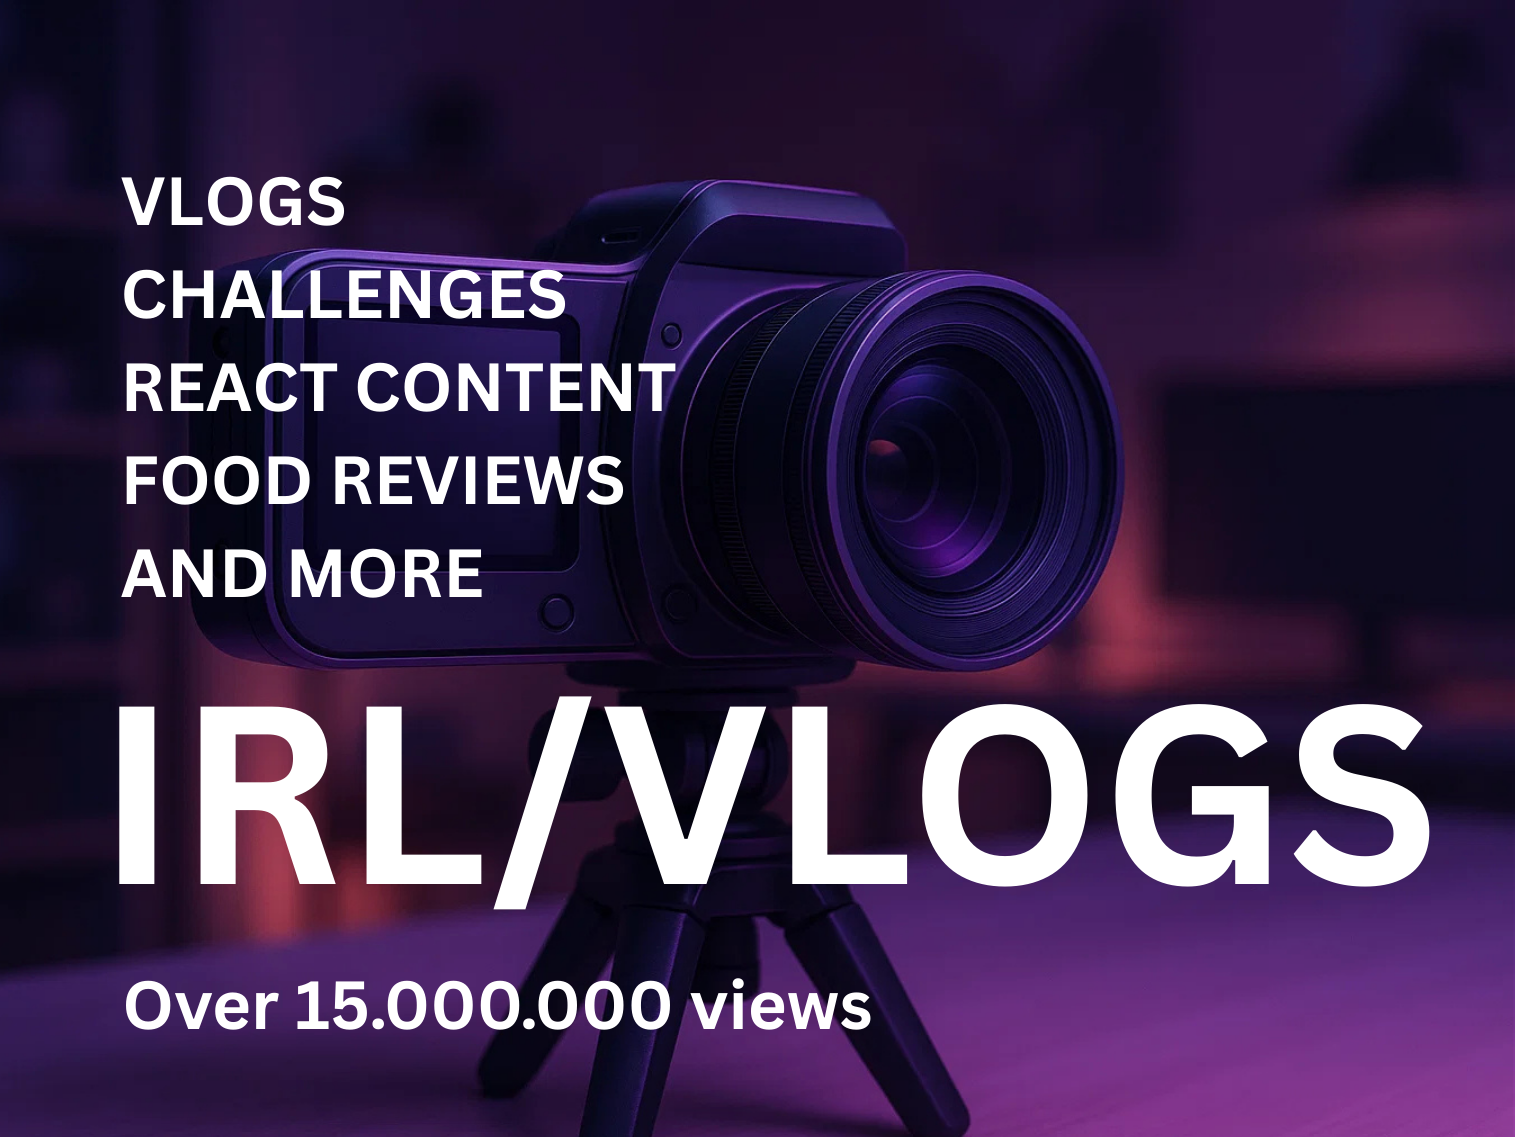 VLOGS
CHALLENGES
REACT CONTENT
FOOD REVIEWS
AND MORE
IRL/VLOGS
Over 15.000.000 views